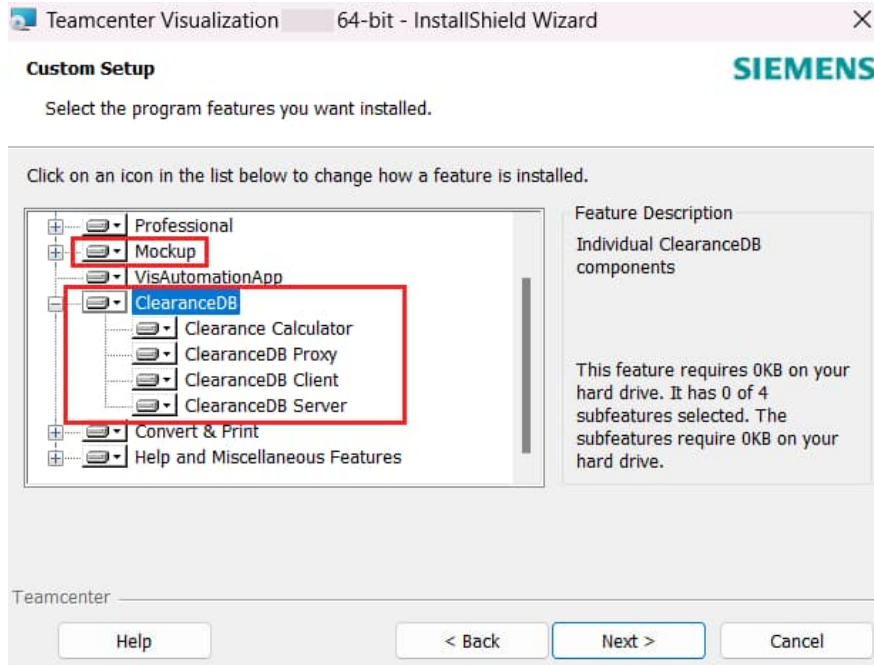 Teamcenter Visualization 64-bit - InstallShield Wizard
Custom Setup
SIEMENS
Select the program features you want installed.
Click on an icon in the list below to change how a feature is installed.
Professional
Mockup
VisAutomationApp
ClearanceDB
Clearance Calculator
ClearanceDB Proxy
ClearanceDB Client
ClearanceDB Server
Convert & Print
Help and Miscellaneous Features
Feature Description
Individual ClearanceDB
components
This feature requires 0KB on your
hard drive. It has 0 of 4
subfeatures selected. The
subfeatures require 0KB on your
hard drive.
Teamcenter
Help
< Back
Next >
Cancel